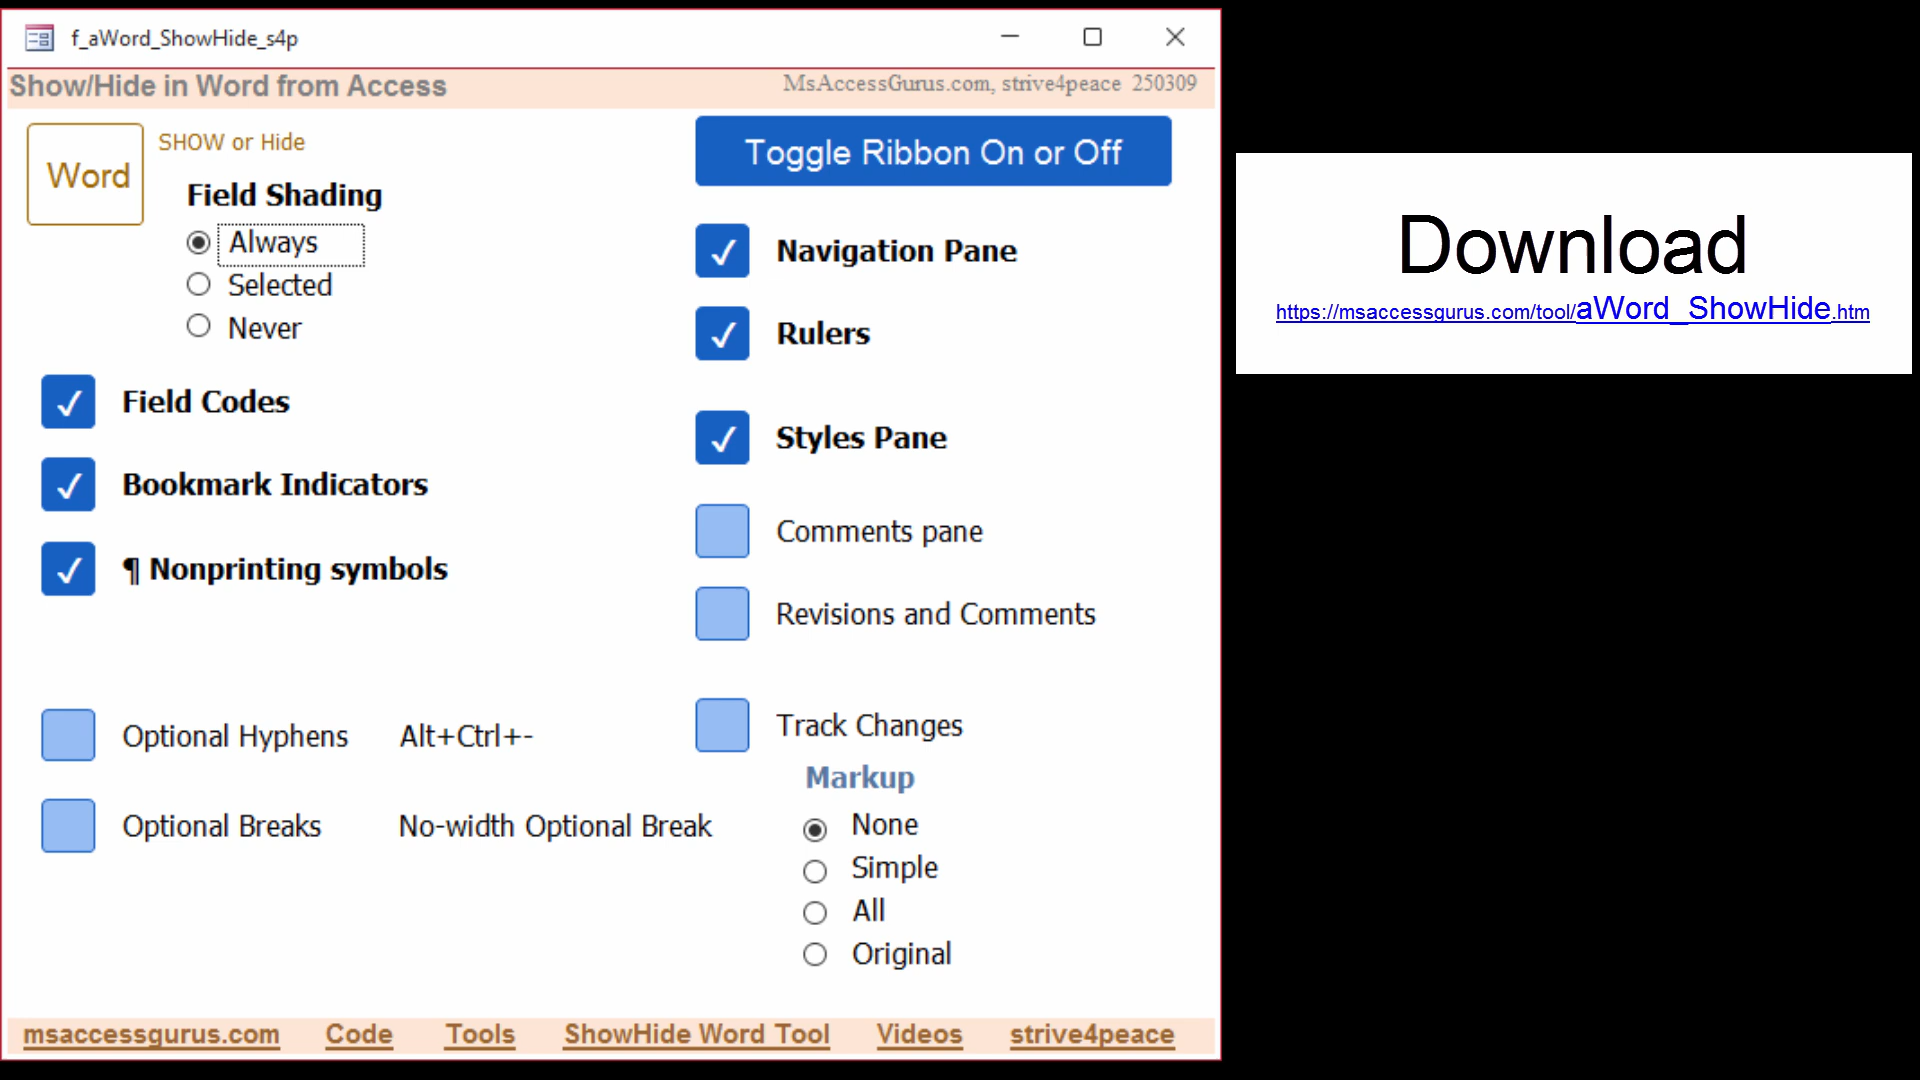 f_aWord_ShowHide_s4p
Show/Hide in Word from Access
MsAccessGurus.com, strive4peace 250309
Word
SHOW or Hide
Field Shading
Always
Selected
Never
Field Codes
Bookmark Indicators
¶ Nonprinting symbols
Optional Hyphens Alt+Ctrl+-
Optional Breaks No-width Optional Break
Toggle Ribbon On or Off
Navigation Pane
Rulers
Styles Pane
Comments pane
Revisions and Comments
Track Changes
Markup
None
Simple
All
Original
msaccessgurus.com Code Tools ShowHide Word Tool Videos strive4peace
Download
https://msaccessgurus.com/tool/aWord_ShowHide.htm